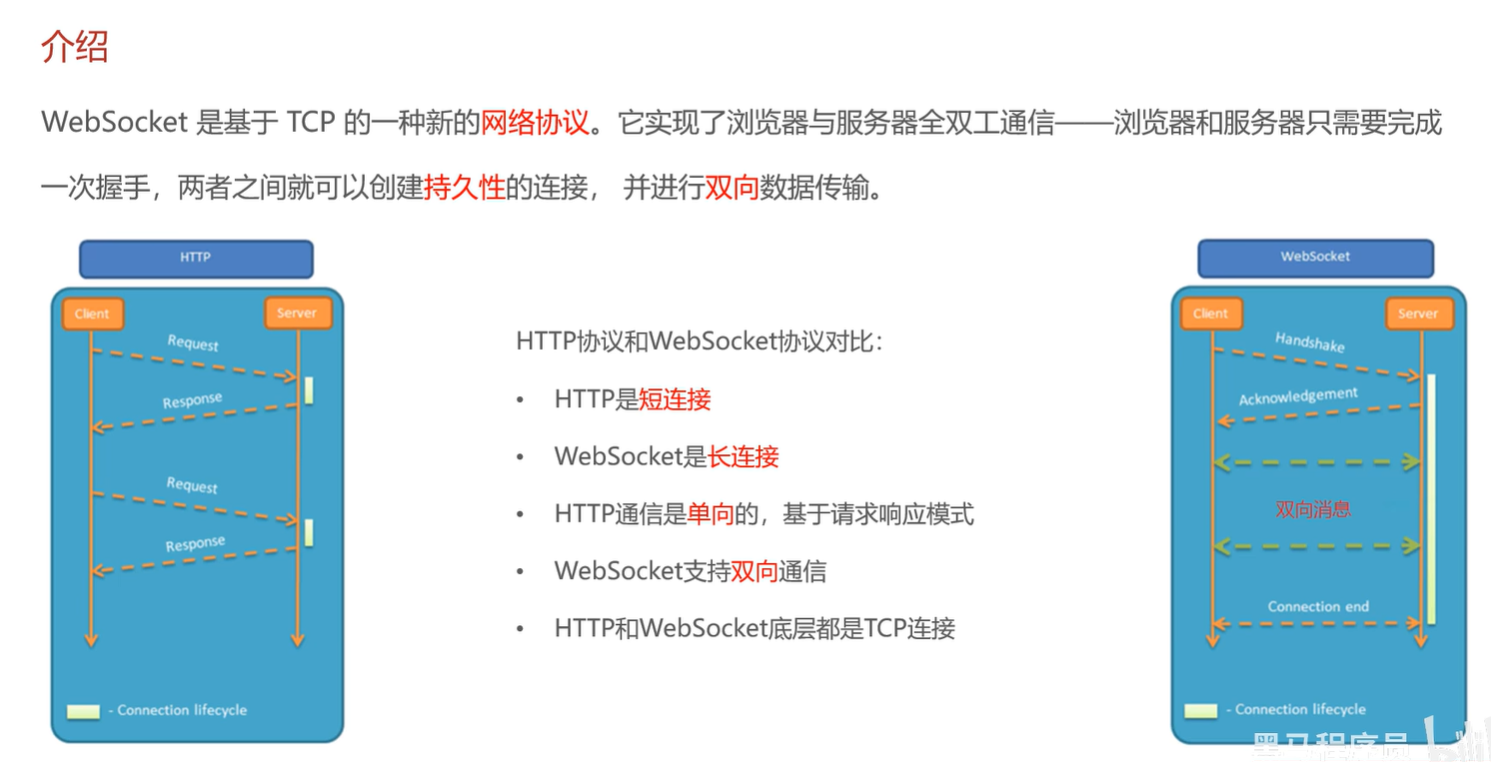 介绍
WebSocket 是基于 TCP 的一种新的网络协议。它实现了浏览器与服务器全双工通信——浏览器和服务器只需要完成
一次握手，两者之间就可以创建持久性的连接， 并进行双向数据传输。
HTTP
Client
Server
Request
Response
Request
Response
- Connection lifecycle
HTTP协议和WebSocket协议对比：
• HTTP是短连接
• WebSocket是长连接
• HTTP通信是单向的，基于请求响应模式
• WebSocket支持双向通信
• HTTP和WebSocket底层都是TCP连接
WebSocket
Client
Server
Handshake
Acknowledgement
双向消息
Connection end
- Connection lifecycle
黑马程序员